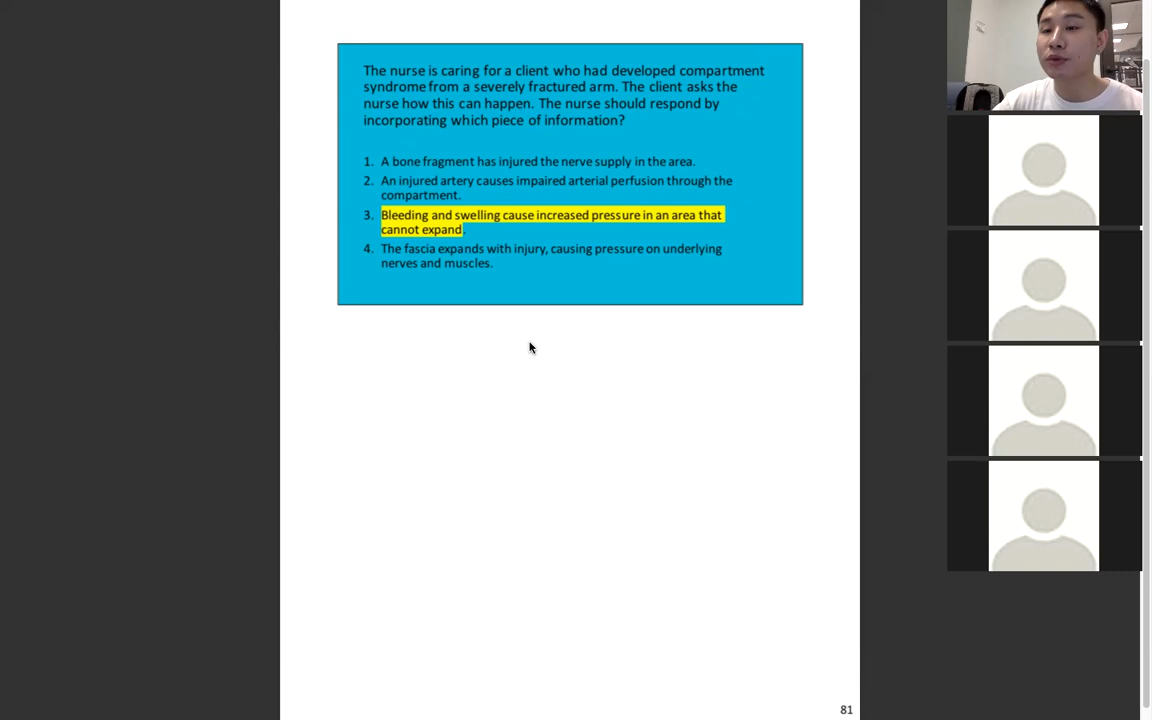 The nurse is caring for a client who had developed compartment
syndrome from a severely fractured arm. The client asks the
nurse how this can happen. The nurse should respond by
incorporating which piece of information?
1. A bone fragment has injured the nerve supply in the area.
2. An injured artery causes impaired arterial perfusion through the
compartment.
3. Bleeding and swelling cause increased pressure in an area that
cannot expand.
4. The fascia expands with injury, causing pressure on underlying
nerves and muscles.
81